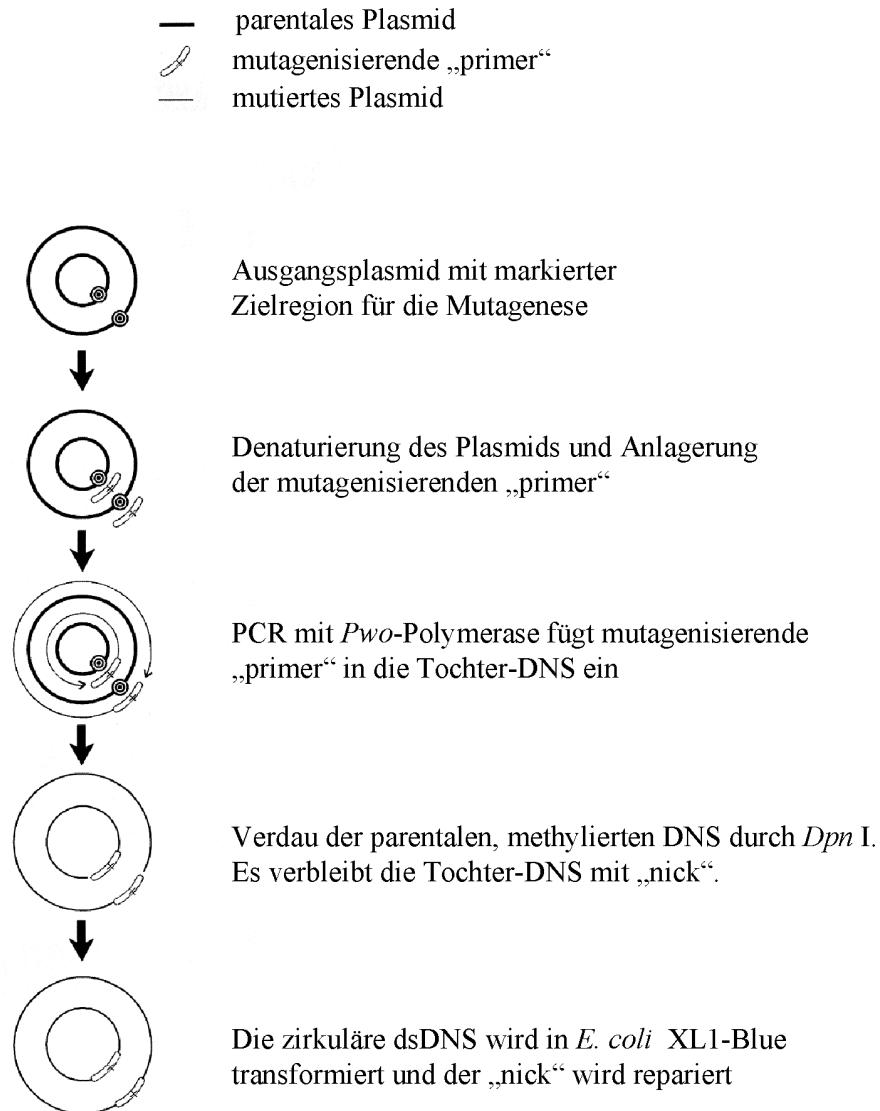 parentales Plasmid
mutagenisierende „primer“
mutiertes Plasmid
Ausgangsplasmid mit markierter
Zielregion für die Mutagenese
Denaturierung des Plasmids und Anlagerung
der mutagenisierenden „primer“
PCR mit Pwo-Polymerase fügt mutagenisierende
„primer“ in die Tochter-DNS ein
Verdau der parentalen, methylierten DNS durch Dpn I.
Es verbleibt die Tochter-DNS mit „nick“.
Die zirkuläre dsDNS wird in E. coli XL1-Blue
transformiert und der „nick“ wird repariert